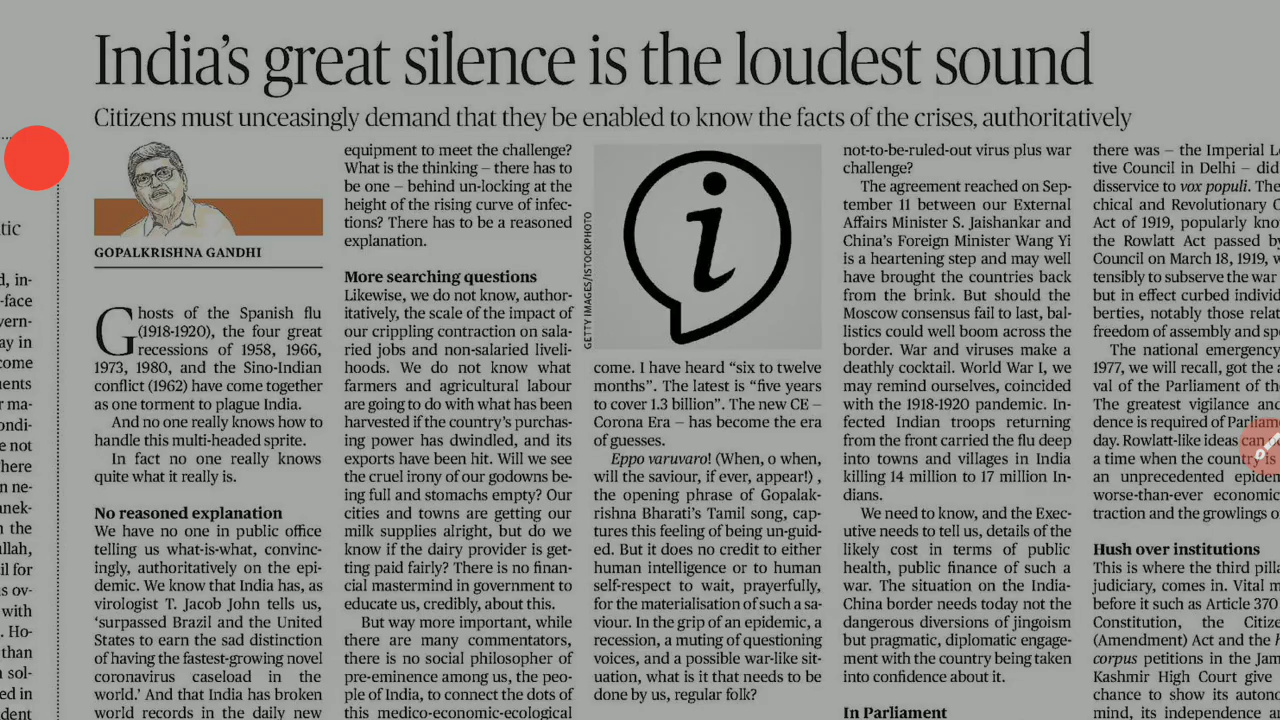 India's great silence is the loudest sound
Citizens must unceasingly demand that they be enabled to know the facts of the crises, authoritatively
tic
d, in-
-face
vern-
ay in
come
nents
r ma-
ondi-
e not
here
n ne-
anek-
n the
ullah,
il for
s ov-
with
. Ho-
than
n sol-
ed in
dent
GOPALKRISHNA GANDHI
Ghosts of the Spanish flu
(1918-1920), the four great
recessions of 1958, 1966,
1973, 1980, and the Sino-Indian
conflict (1962) have come together
as one torment to plague India.
And no one really knows how to
handle this multi-headed sprite.
In fact no one really knows
quite what it really is.
No reasoned explanation
We have no one in public office
telling us what-is-what, convinc-
ingly, authoritatively on the epi-
demic. We know that India has, as
virologist T. Jacob John tells us,
'surpassed Brazil and the United
States to earn the sad distinction
of having the fastest-growing novel
coronavirus caseload in the
world.' And that India has broken
world records in the daily new
equipment to meet the challenge?
What is the thinking – there has to
be one – behind un-locking at the
height of the rising curve of infec-
tions? There has to be a reasoned
explanation.
More searching questions
Likewise, we do not know, author-
itatively, the scale of the impact of
our crippling contraction on sala-
ried jobs and non-salaried liveli-
hoods. We do not know what
farmers and agricultural labour
are going to do with what has been
harvested if the country's purchas-
ing power has dwindled, and its
exports have been hit. Will we see
the cruel irony of our godowns be-
ing full and stomachs empty? Our
cities and towns are getting our
milk supplies alright, but do we
know if the dairy provider is get-
ting paid fairly? There is no finan-
cial mastermind in government to
educate us, credibly, about this.
But way more important, while
there are many commentators,
there is no social philosopher of
pre-eminence among us, the peo-
ple of India, to connect the dots of
this medico-economic-ecological
GETTY IMAGES/ISTOCKPHOTO
i
come. I have heard "six to twelve
months". The latest is "five years
to cover 1.3 billion". The new CE –
Corona Era – has become the era
of guesses.
Eppo varuvaro! (When, o when,
will the saviour, if ever, appear!) ,
the opening phrase of Gopalak-
rishna Bharati's Tamil song, cap-
tures this feeling of being un-guid-
ed. But it does no credit to either
human intelligence or to human
self-respect to wait, prayerfully,
for the materialisation of such a sa-
viour. In the grip of an epidemic, a
recession, a muting of questioning
voices, and a possible war-like sit-
uation, what is it that needs to be
done by us, regular folk?
not-to-be-ruled-out virus plus war
challenge?
The agreement reached on Sep-
tember 11 between our External
Affairs Minister S. Jaishankar and
China's Foreign Minister Wang Yi
is a heartening step and may well
have brought the countries back
from the brink. But should the
Moscow consensus fail to last, bal-
listics could well boom across the
border. War and viruses make a
deathly cocktail. World War I, we
may remind ourselves, coincided
with the 1918-1920 pandemic. In-
fected Indian troops returning
from the front carried the flu deep
into towns and villages in India
killing 14 million to 17 million In-
dians.
We need to know, and the Exec-
utive needs to tell us, details of the
likely cost in terms of public
health, public finance of such a
war. The situation on the India-
China border needs today not the
dangerous diversions of jingoism
but pragmatic, diplomatic engage-
ment with the country being taken
into confidence about it.
In Parliament
there was – the Imperial Le
tive Council in Delhi – did
disservice to vox populi. The
chical and Revolutionary C
Act of 1919, popularly kno
the Rowlatt Act passed by
Council on March 18, 1919, w
tensibly to subserve the war
but in effect curbed individ
berties, notably those relat
freedom of assembly and sp
The national emergency
1977, we will recall, got the a
val of the Parliament of th
The greatest vigilance and
dence is required of Parliame
day. Rowlatt-like ideas can
a time when the country is
an unprecedented epidem
worse-than-ever economic
traction and the growlings o
Hush over institutions
This is where the third pilla
judiciary, comes in. Vital m
before it such as Article 370
Constitution, the Citize
(Amendment) Act and the
corpus petitions in the Jam
Kashmir High Court give
chance to show its autono
mind, its independence a